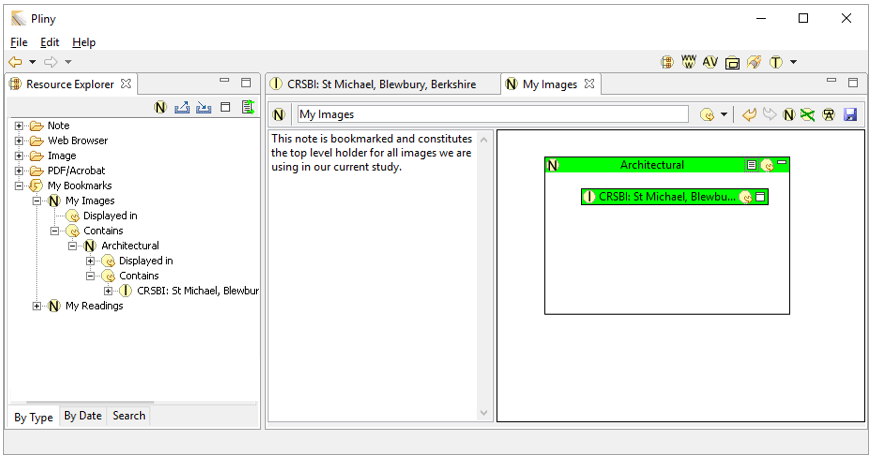 Pliny
File Edit Help
WWW AV T
Resource Explorer
N
Note
Web Browser
Image
PDF/Acrobat
My Bookmarks
N My Images
Displayed in
Contains
N Architectural
Displayed in
Contains
I CRSBI: St Michael, Blewbur
N My Readings
By Type By Date Search
I CRSBI: St Michael, Blewbury, Berkshire N My Images
N My Images N
This note is bookmarked and constitutes
the top level holder for all images we are
using in our current study.
N Architectural
I CRSBI: St Michael, Blewbu...